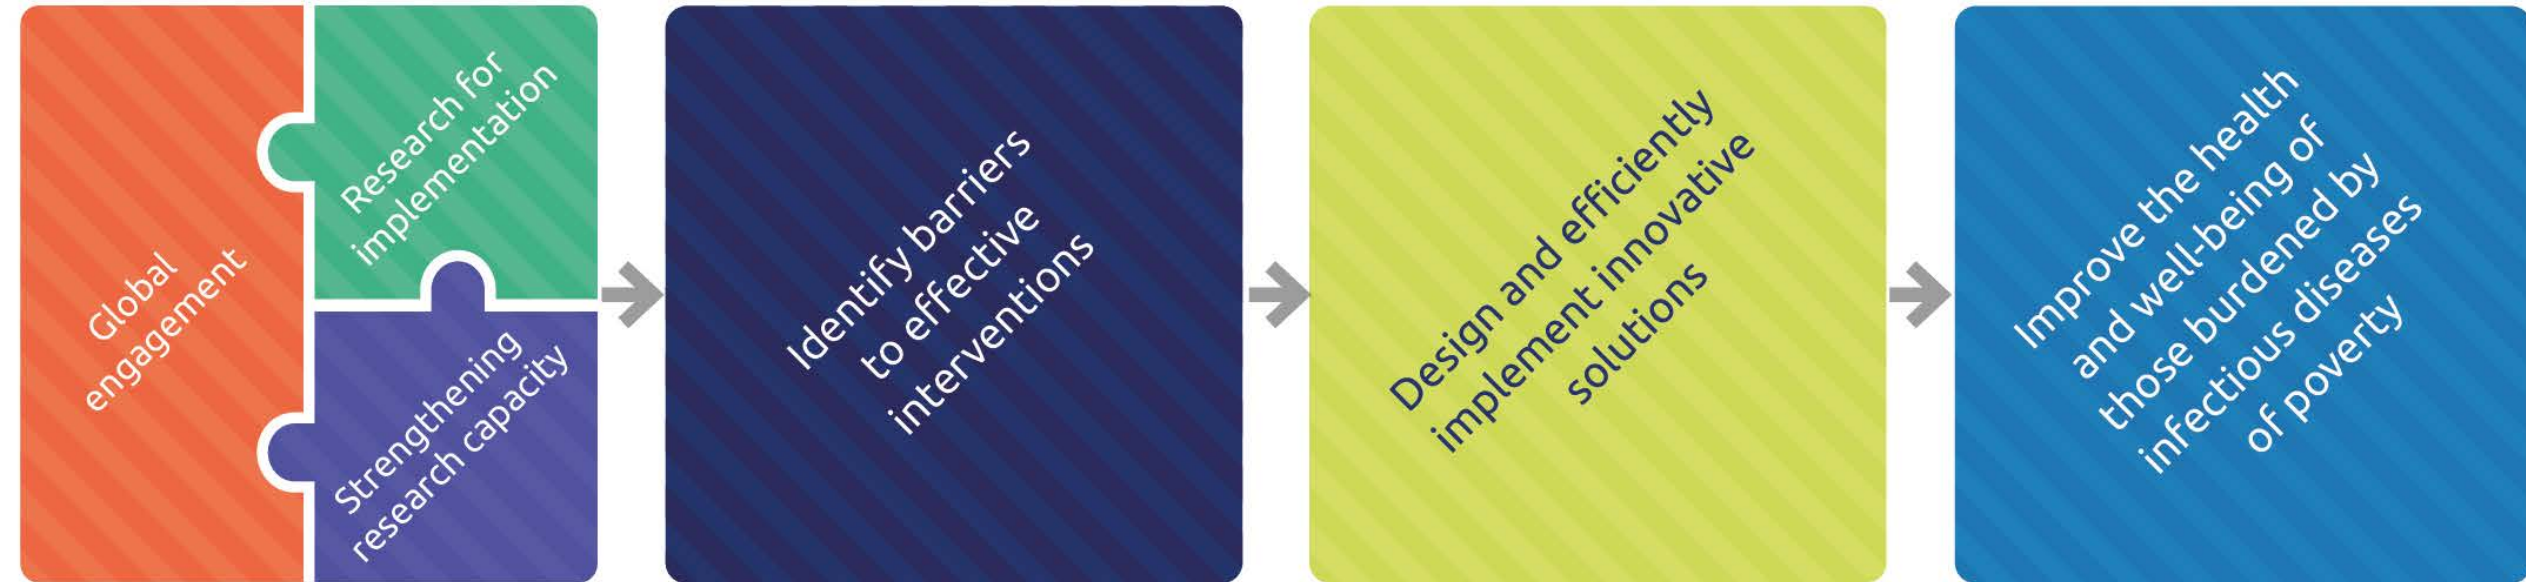 Global
engagement
Research for
implementation
Strengthening
research capacity
Identify barriers
to effective
interventions
Design and efficiently
implement innovative
solutions
Improve the health
and well-being of
those burdened by
infectious diseases
of poverty